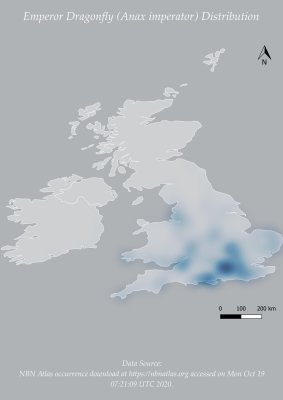 Emperor Dragonfly (Anax imperator) Distribution
N
0 100 200 km
Data Source:
NBN Atlas occurrence download at https://nbnatlas.org accessed on Mon Oct 19
07:21:09 UTC 2020.